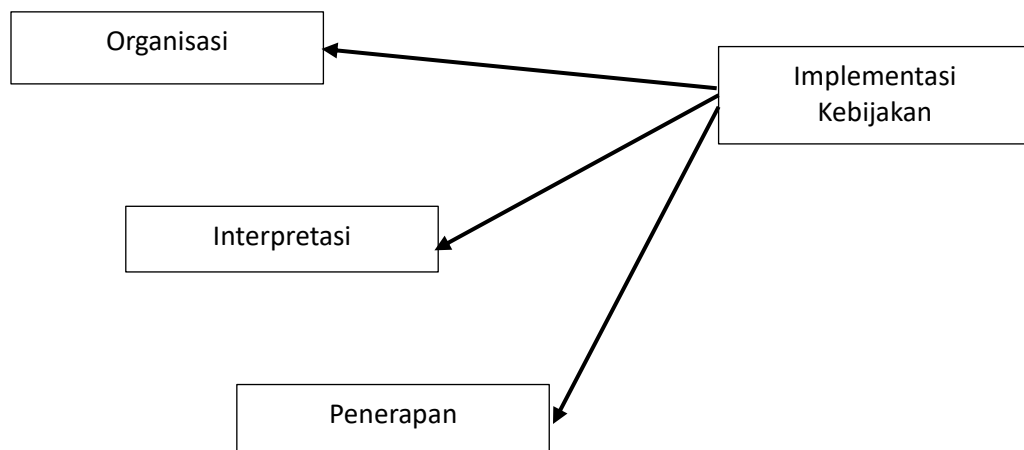 Organisasi
Implementasi
Kebijakan
Interpretasi
Penerapan